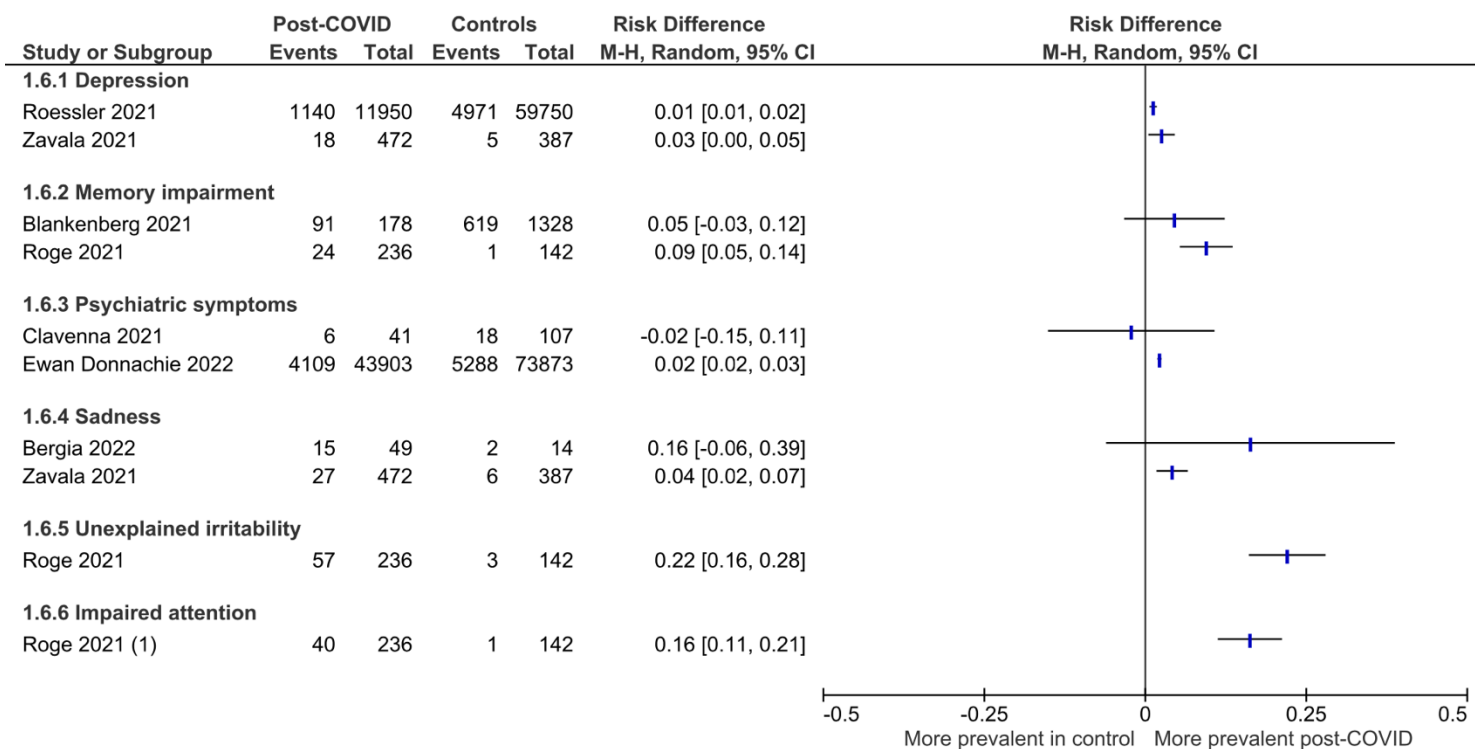 Post-COVID Controls Risk Difference Risk Difference
Study or Subgroup Events Total Events Total M-H, Random, 95% CI M-H, Random, 95% CI
1.6.1 Depression
Roessler 2021 1140 11950 4971 59750 0.01 [0.01, 0.02]
Zavala 2021 18 472 5 387 0.03 [0.00, 0.05]
1.6.2 Memory impairment
Blankenberg 2021 91 178 619 1328 0.05 [-0.03, 0.12]
Roge 2021 24 236 1 142 0.09 [0.05, 0.14]
1.6.3 Psychiatric symptoms
Clavenna 2021 6 41 18 107 -0.02 [-0.15, 0.11]
Ewan Donnachie 2022 4109 43903 5288 73873 0.02 [0.02, 0.03]
1.6.4 Sadness
Bergia 2022 15 49 2 14 0.16 [-0.06, 0.39]
Zavala 2021 27 472 6 387 0.04 [0.02, 0.07]
1.6.5 Unexplained irritability
Roge 2021 57 236 3 142 0.22 [0.16, 0.28]
1.6.6 Impaired attention
Roge 2021 (1) 40 236 1 142 0.16 [0.11, 0.21]
-0.5 -0.25 0 0.25 0.5
More prevalent in control More prevalent post-COVID